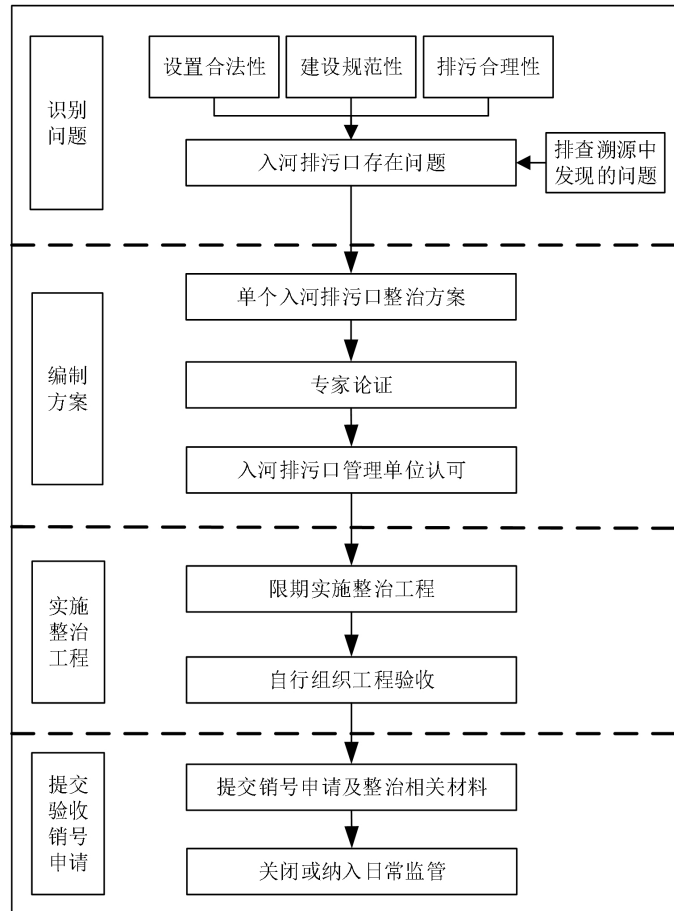 设置合法性
建设规范性
排污合理性
识别
问题
入河排污口存在问题
排查溯源中
发现的问题
单个入河排污口整治方案
编制
方案
专家论证
入河排污口管理单位认可
限期实施整治工程
实施
整治
工程
自行组织工程验收
提交
验收
销号
申请
提交销号申请及整治相关材料
关闭或纳入日常监管